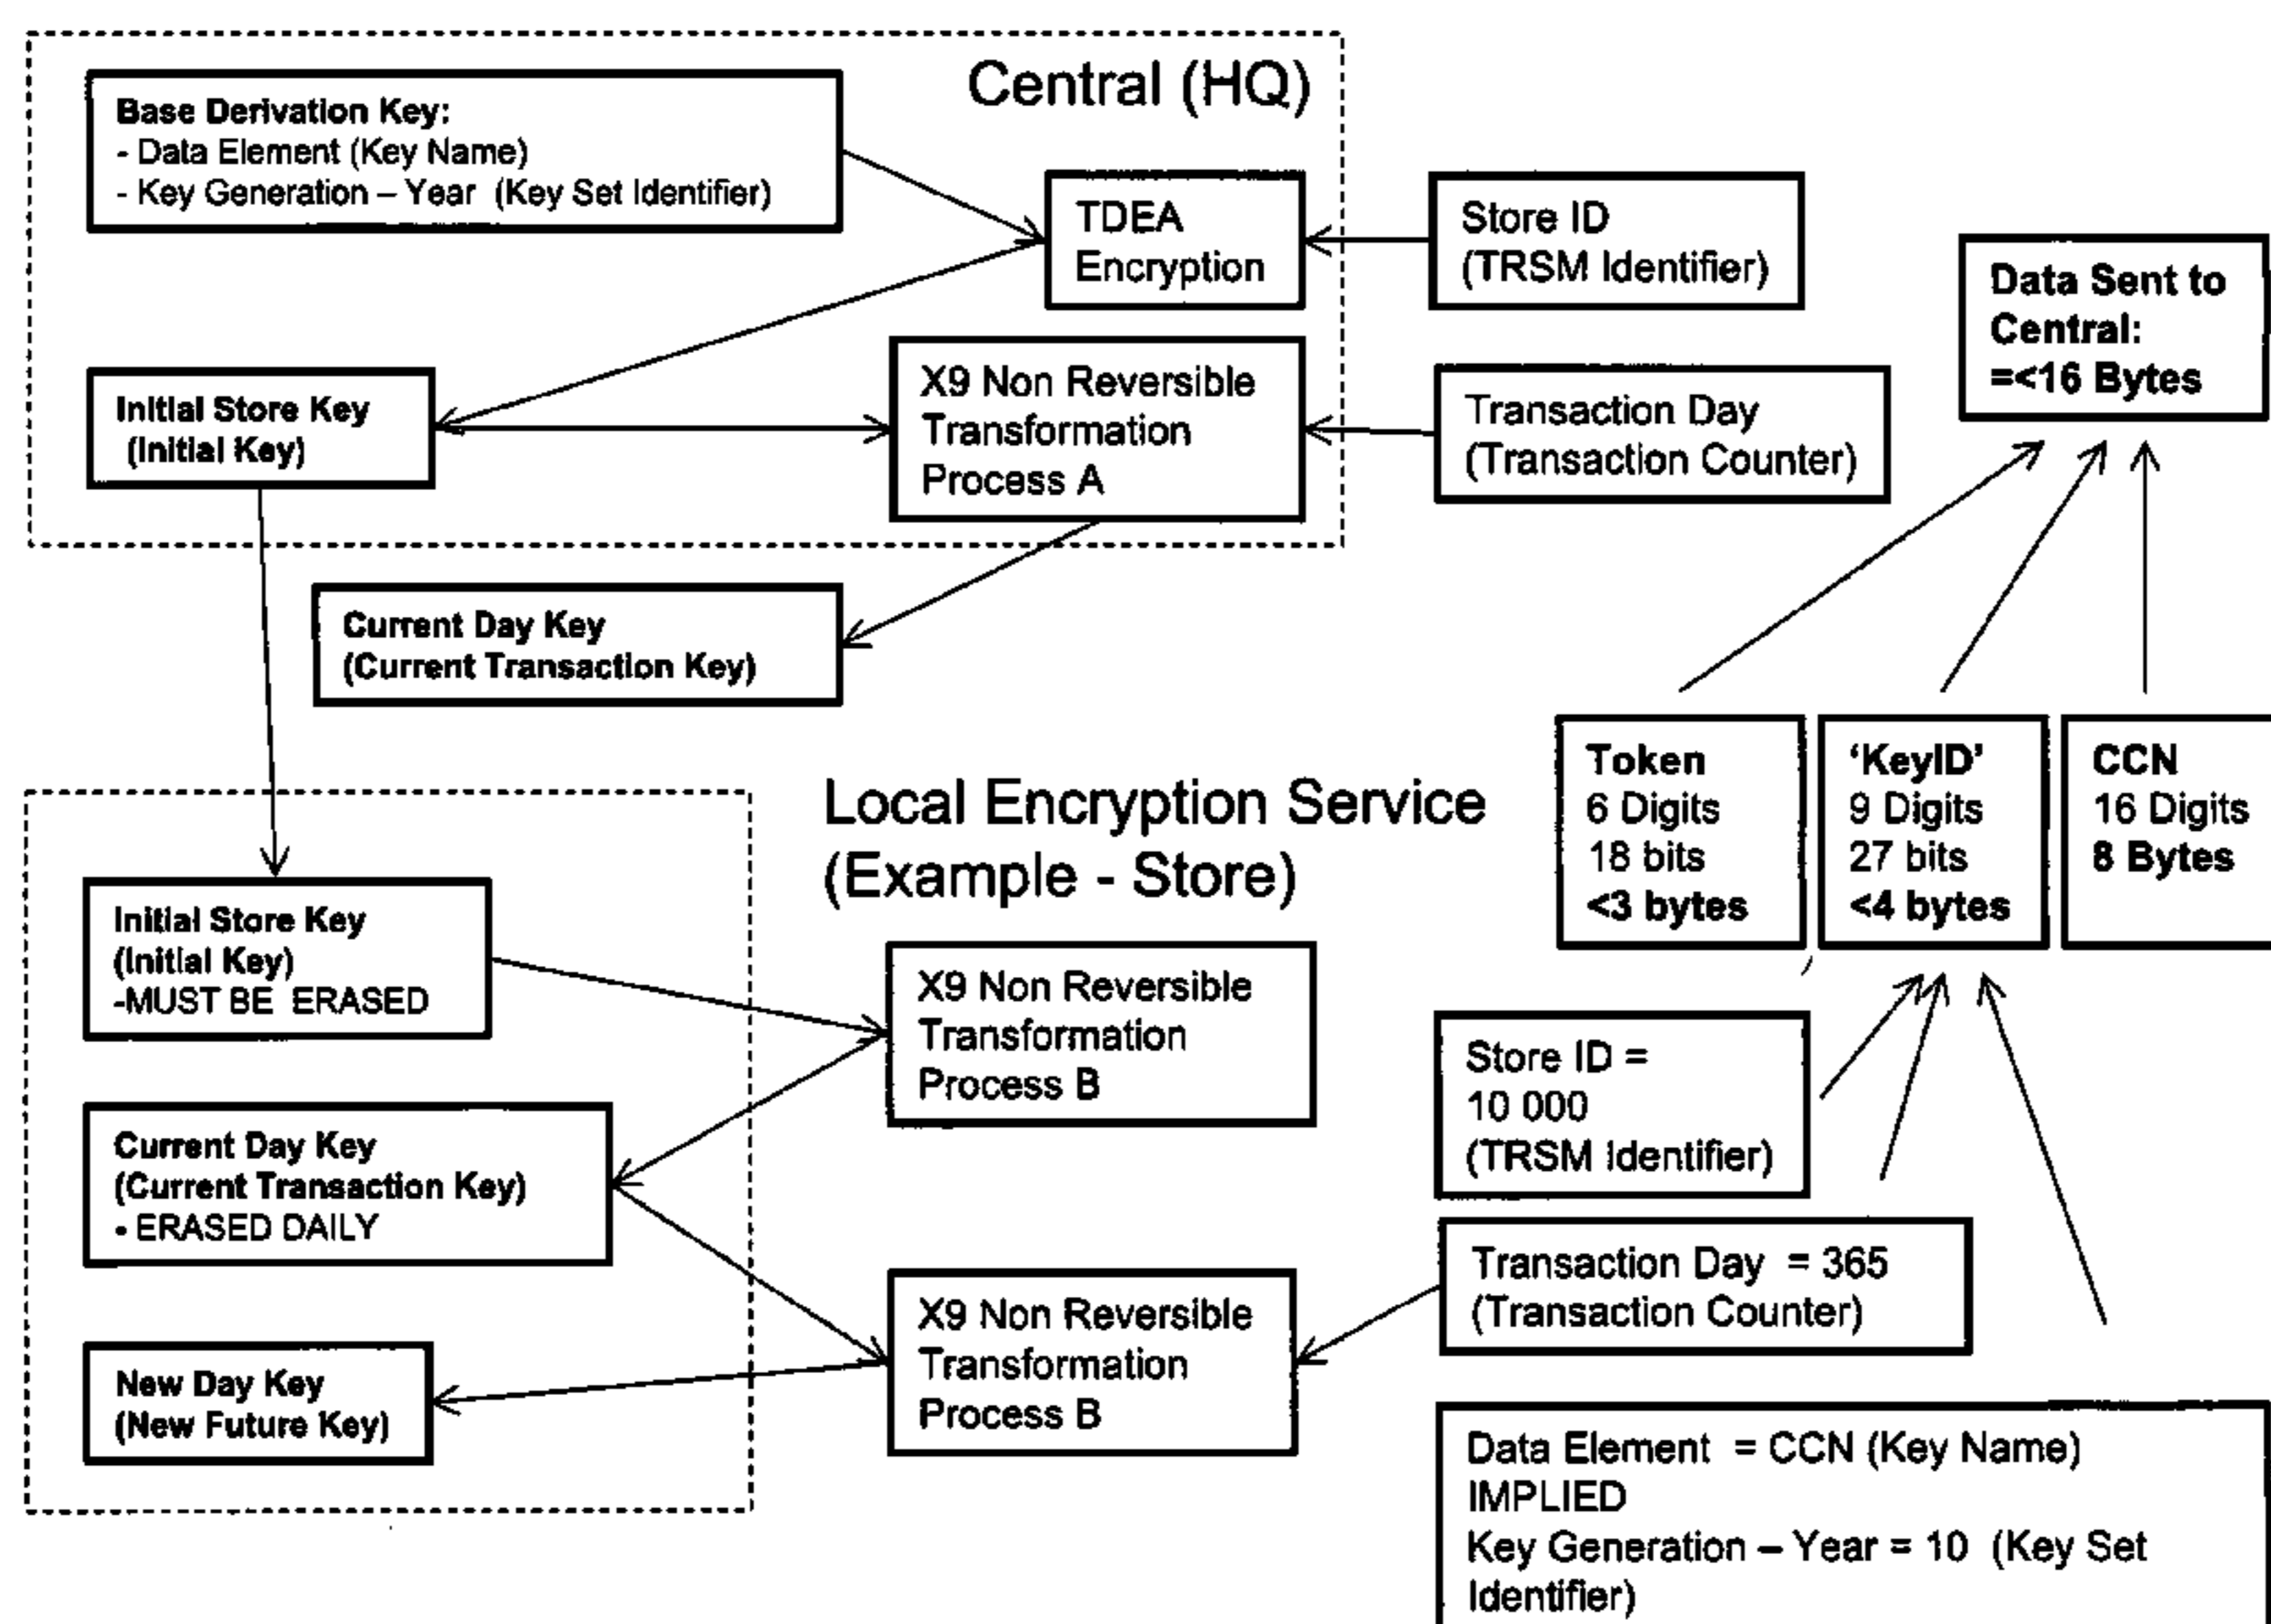 Central (HQ)
Base Derivation Key:
- Data Element (Key Name)
- Key Generation – Year (Key Set Identifier)
TDEA
Encryption
Store ID
(TRSM Identifier)
Data Sent to
Central:
=<16 Bytes
Initial Store Key
(Initial Key)
X9 Non Reversible
Transformation
Process A
Transaction Day
(Transaction Counter)
Current Day Key
(Current Transaction Key)
Token
6 Digits
18 bits
<3 bytes
‘KeyID’
9 Digits
27 bits
<4 bytes
CCN
16 Digits
8 Bytes
Local Encryption Service
(Example - Store)
Initial Store Key
(Initial Key)
-MUST BE ERASED
X9 Non Reversible
Transformation
Process B
Store ID =
10 000
(TRSM Identifier)
Current Day Key
(Current Transaction Key)
- ERASED DAILY
Transaction Day = 365
(Transaction Counter)
X9 Non Reversible
Transformation
Process B
New Day Key
(New Future Key)
Data Element = CCN (Key Name)
IMPLIED
Key Generation – Year = 10 (Key Set
Identifier)